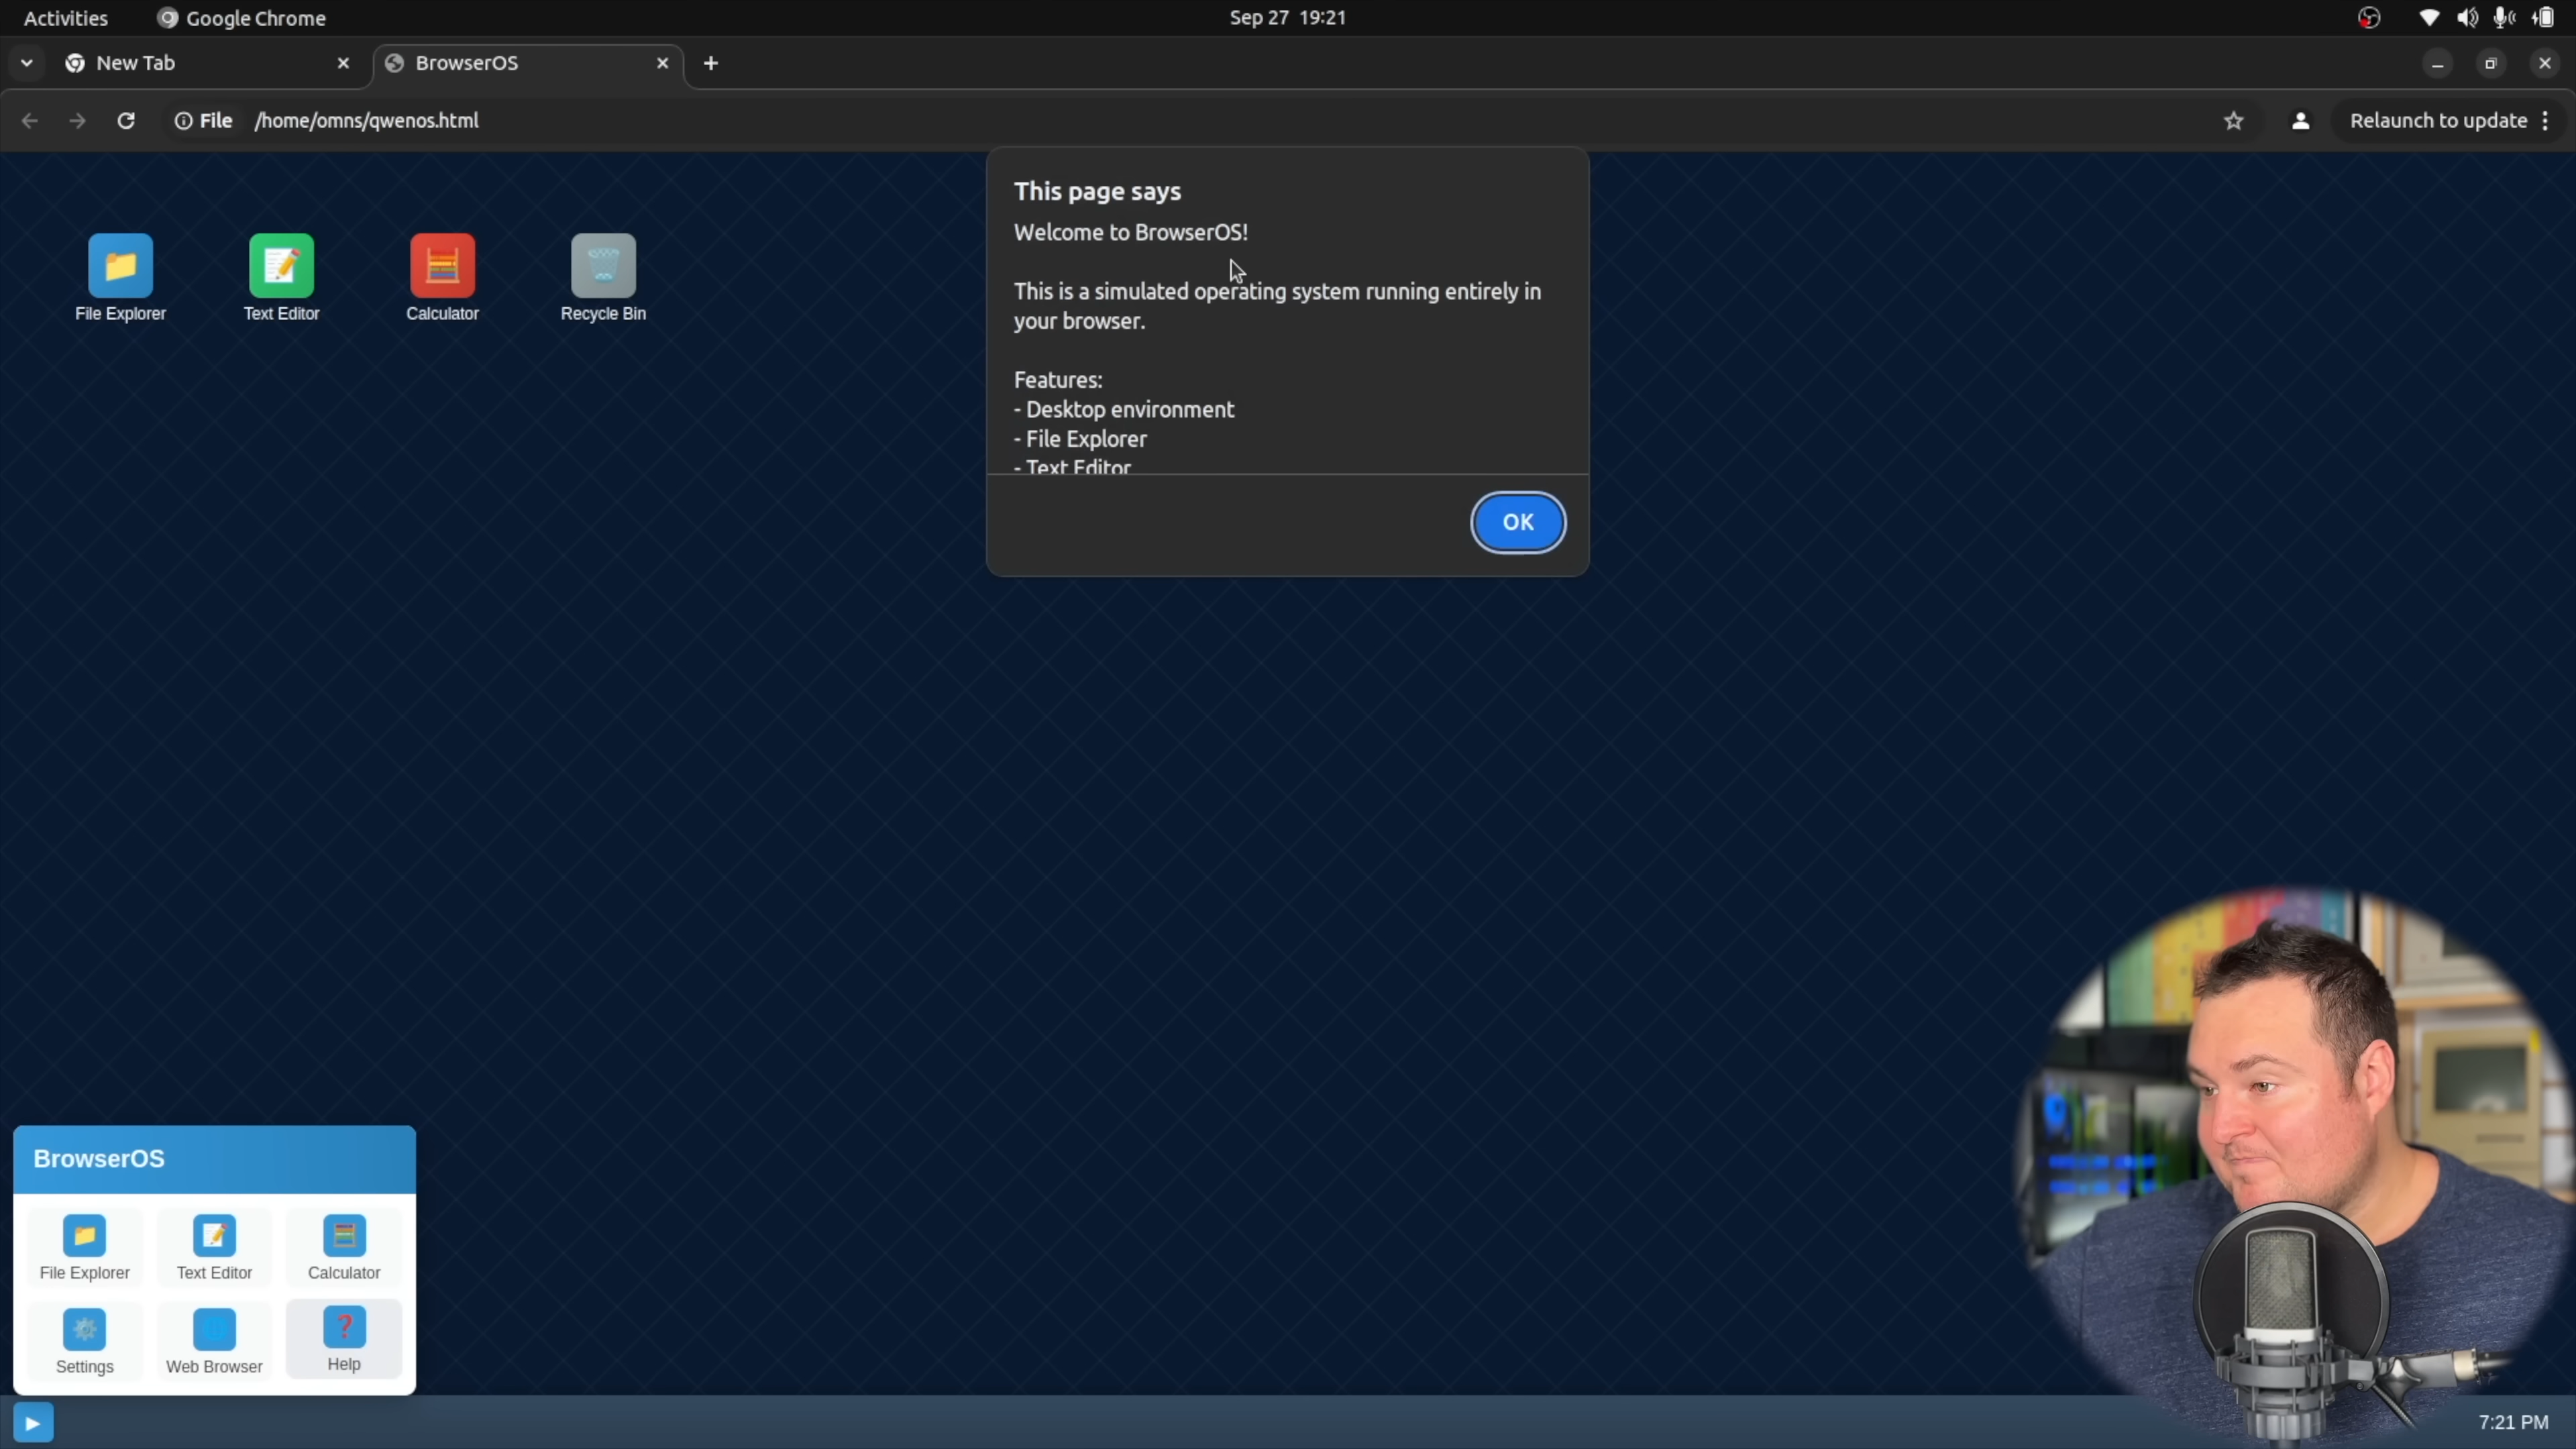 Activities
Google Chrome
Sep 27 19:21
New Tab
BrowserOS
File
/home/omns/qwenos.html
Relaunch to update
This page says
Welcome to BrowserOS!
This is a simulated operating system running entirely in
your browser.
Features:
- Desktop environment
- File Explorer
- Text Editor
OK
File Explorer
Text Editor
Calculator
Recycle Bin
BrowserOS
File Explorer
Text Editor
Calculator
Settings
Web Browser
Help
7:21 PM